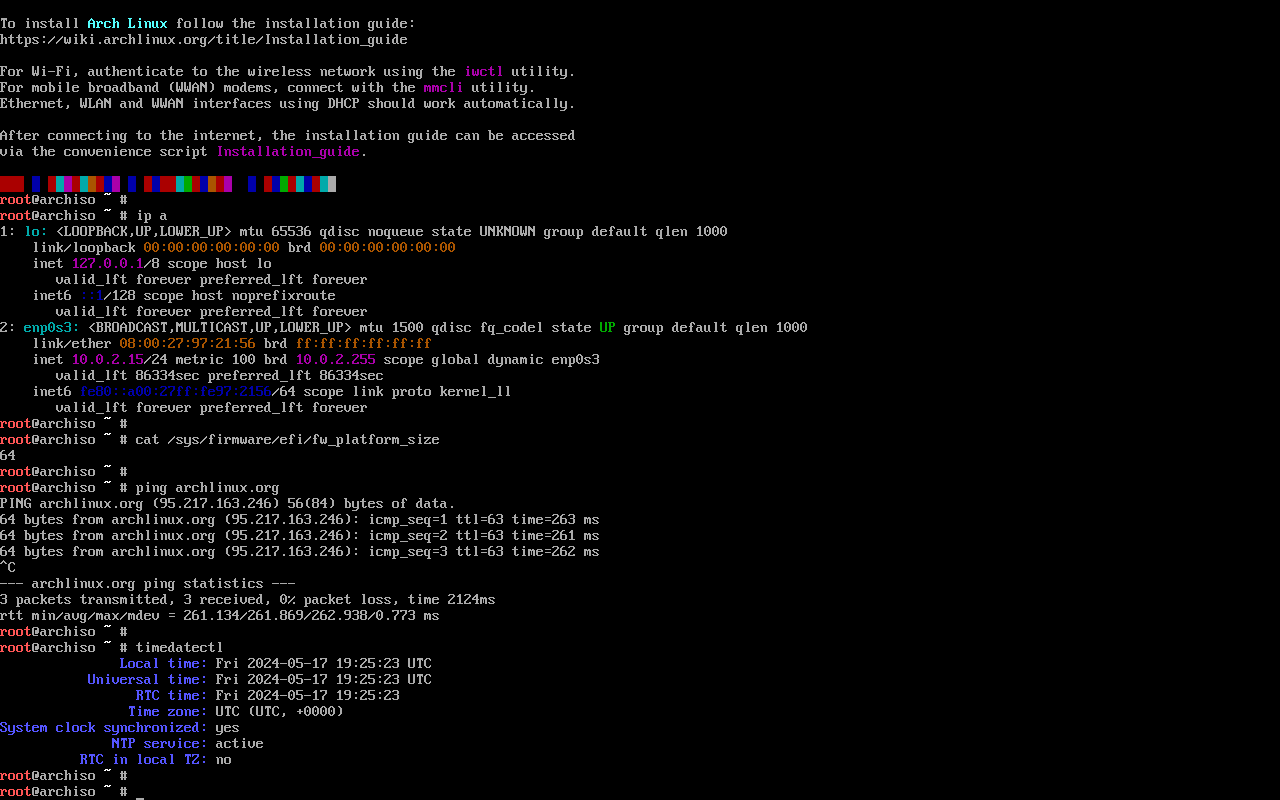 To install Arch Linux follow the installation guide:
https://wiki.archlinux.org/title/Installation_guide
For Wi-Fi, authenticate to the wireless network using the iwctl utility.
For mobile broadband (WWAN) modems, connect with the mmcli utility.
Ethernet, WLAN and WWAN interfaces using DHCP should work automatically.
After connecting to the internet, the installation guide can be accessed
via the convenience script Installation_guide.
root@archiso ~ #
root@archiso ~ # ip a
1: lo: <LOOPBACK,UP,LOWER_UP> mtu 65536 qdisc noqueue state UNKNOWN group default qlen 1000
    link/loopback 00:00:00:00:00:00 brd 00:00:00:00:00:00
    inet 127.0.0.1/8 scope host lo
       valid_lft forever preferred_lft forever
    inet6 ::1/128 scope host noprefixroute
       valid_lft forever preferred_lft forever
2: enp0s3: <BROADCAST,MULTICAST,UP,LOWER_UP> mtu 1500 qdisc fq_codel state UP group default qlen 1000
    link/ether 08:00:27:97:21:56 brd ff:ff:ff:ff:ff:ff
    inet 10.0.2.15/24 metric 100 brd 10.0.2.255 scope global dynamic enp0s3
       valid_lft 86334sec preferred_lft 86334sec
    inet6 fe80::a00:27ff:fe97:2156/64 scope link proto kernel_ll
       valid_lft forever preferred_lft forever
root@archiso ~ #
root@archiso ~ # cat /sys/firmware/efi/fw_platform_size
64
root@archiso ~ #
root@archiso ~ # ping archlinux.org
PING archlinux.org (95.217.163.246) 56(84) bytes of data.
64 bytes from archlinux.org (95.217.163.246): icmp_seq=1 ttl=63 time=263 ms
64 bytes from archlinux.org (95.217.163.246): icmp_seq=2 ttl=63 time=261 ms
64 bytes from archlinux.org (95.217.163.246): icmp_seq=3 ttl=63 time=262 ms
^C
--- archlinux.org ping statistics ---
3 packets transmitted, 3 received, 0% packet loss, time 2124ms
rtt min/avg/max/mdev = 261.134/261.869/262.938/0.773 ms
root@archiso ~ #
root@archiso ~ # timedatectl
               Local time: Fri 2024-05-17 19:25:23 UTC
           Universal time: Fri 2024-05-17 19:25:23 UTC
                 RTC time: Fri 2024-05-17 19:25:23
                Time zone: UTC (UTC, +0000)
System clock synchronized: yes
              NTP service: active
          RTC in local TZ: no
root@archiso ~ #
root@archiso ~ # _